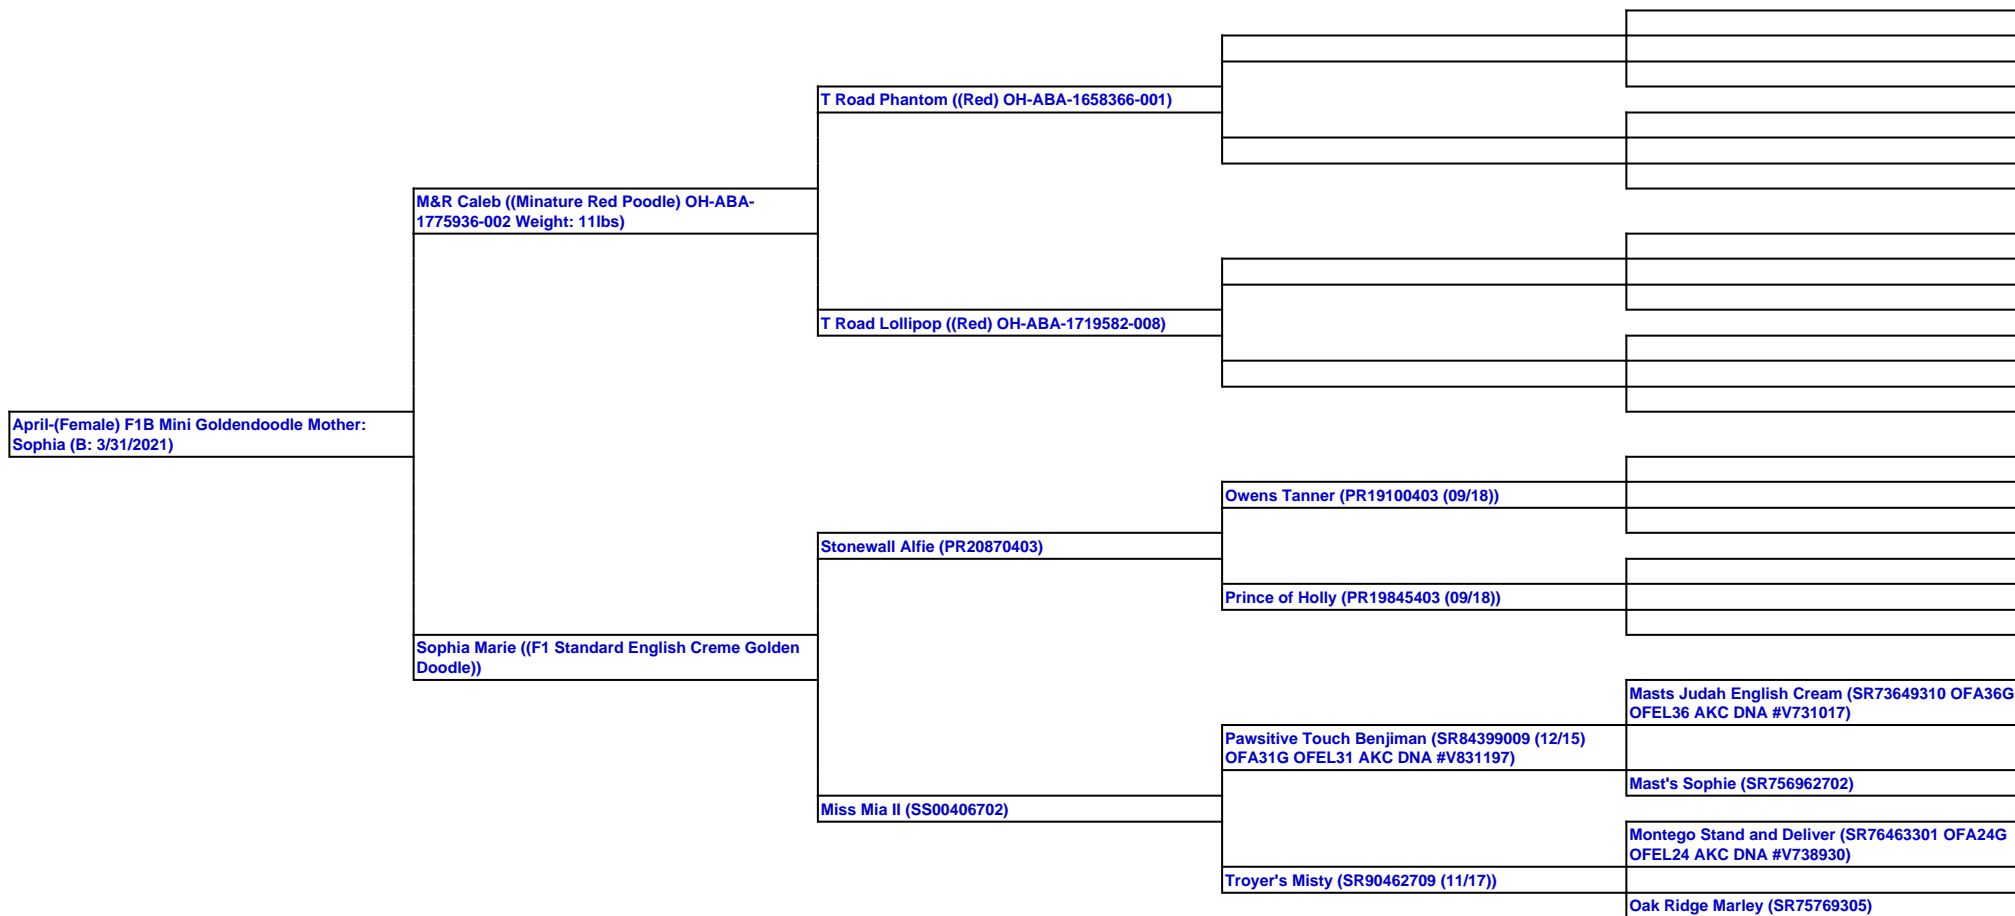 T Road Phantom ((Red) OH-ABA-1658366-001)
M&R Caleb ((Minature Red Poodle) OH-ABA-
1775936-002 Weight: 11lbs)
T Road Lollipop ((Red) OH-ABA-1719582-008)
April-(Female) F1B Mini Goldendoodle Mother:
Sophia (B: 3/31/2021)
Owens Tanner (PR19100403 (09/18))
Stonewall Alfie (PR20870403)
Prince of Holly (PR19845403 (09/18))
Sophia Marie ((F1 Standard English Creme Golden
Doodle))
Masts Judah English Cream (SR73649310 OFA36G
OFEL36 AKC DNA #V731017)
Pawsitive Touch Benjiman (SR84399009 (12/15)
OFA31G OFEL31 AKC DNA #V831197)
Mast's Sophie (SR756962702)
Miss Mia II (SS00406702)
Montego Stand and Deliver (SR76463301 OFA24G
OFEL24 AKC DNA #V738930)
Troyer's Misty (SR90462709 (11/17))
Oak Ridge Marley (SR75769305)